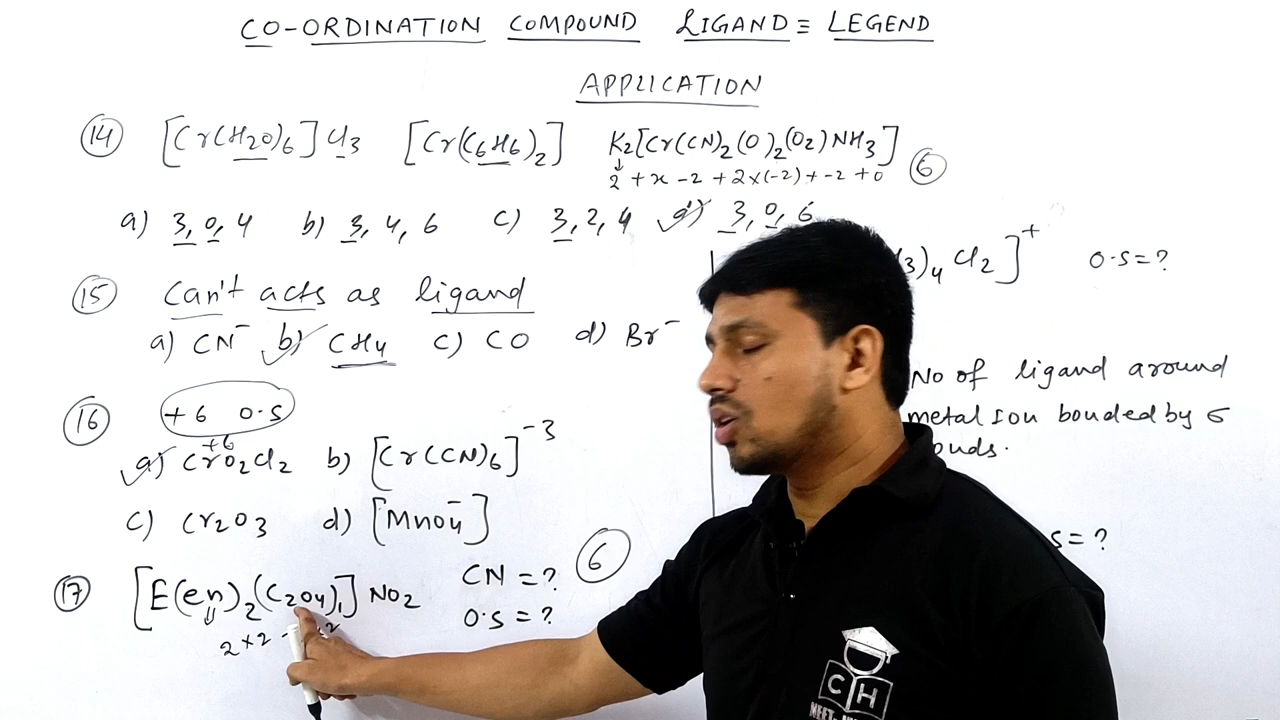 CO-ORDINATION COMPOUND LIGAND ≡ LEGEND
APPLICATION
(14) [Cr(H2O)6]Cl3 [Cr(C6H6)2] K2[Cr(CN)2(O)2(O2)NH3] (6)
↓
2 + x - 2 + 2×(-2) + -2 + 0
a) 3, 0, 4 b) 3, 4, 6 c) 3, 2, 4 d) 3, 0, 6
3)4 Cl2]+ O.S = ?
(15) Can't acts as ligand
a) CN- b) CH4 c) CO d) Br-
No of ligand around
metal Ion bonded by σ
onds.
(16) +6 O.S
+6
a) CrO2Cl2 b) [Cr(CN)6]-3
c) Cr2O3 d) [MnO4-]
s = ?
(17) [E(en)2(C2O4)1]NO2 CN = ? (6)
O.S = ?
2×2
CH